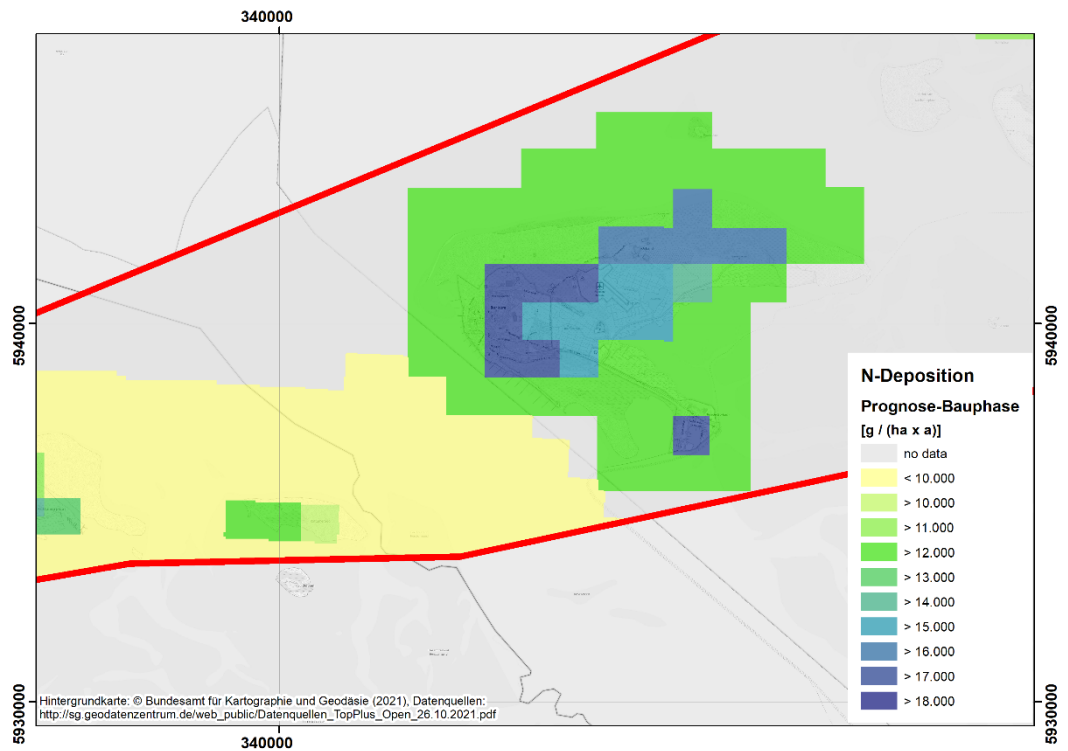 340000
5940000
5940000
N-Deposition
Prognose-Bauphase
[g / (ha x a)]
no data
< 10.000
> 10.000
> 11.000
> 12.000
> 13.000
> 14.000
> 15.000
> 16.000
> 17.000
> 18.000
Hintergrundkarte: © Bundesamt für Kartographie und Geodäsie (2021), Datenquellen:
http://sg.geodatenzentrum.de/web_public/Datenquellen_TopPlus_Open_26.10.2021.pdf
5930000
5930000
340000